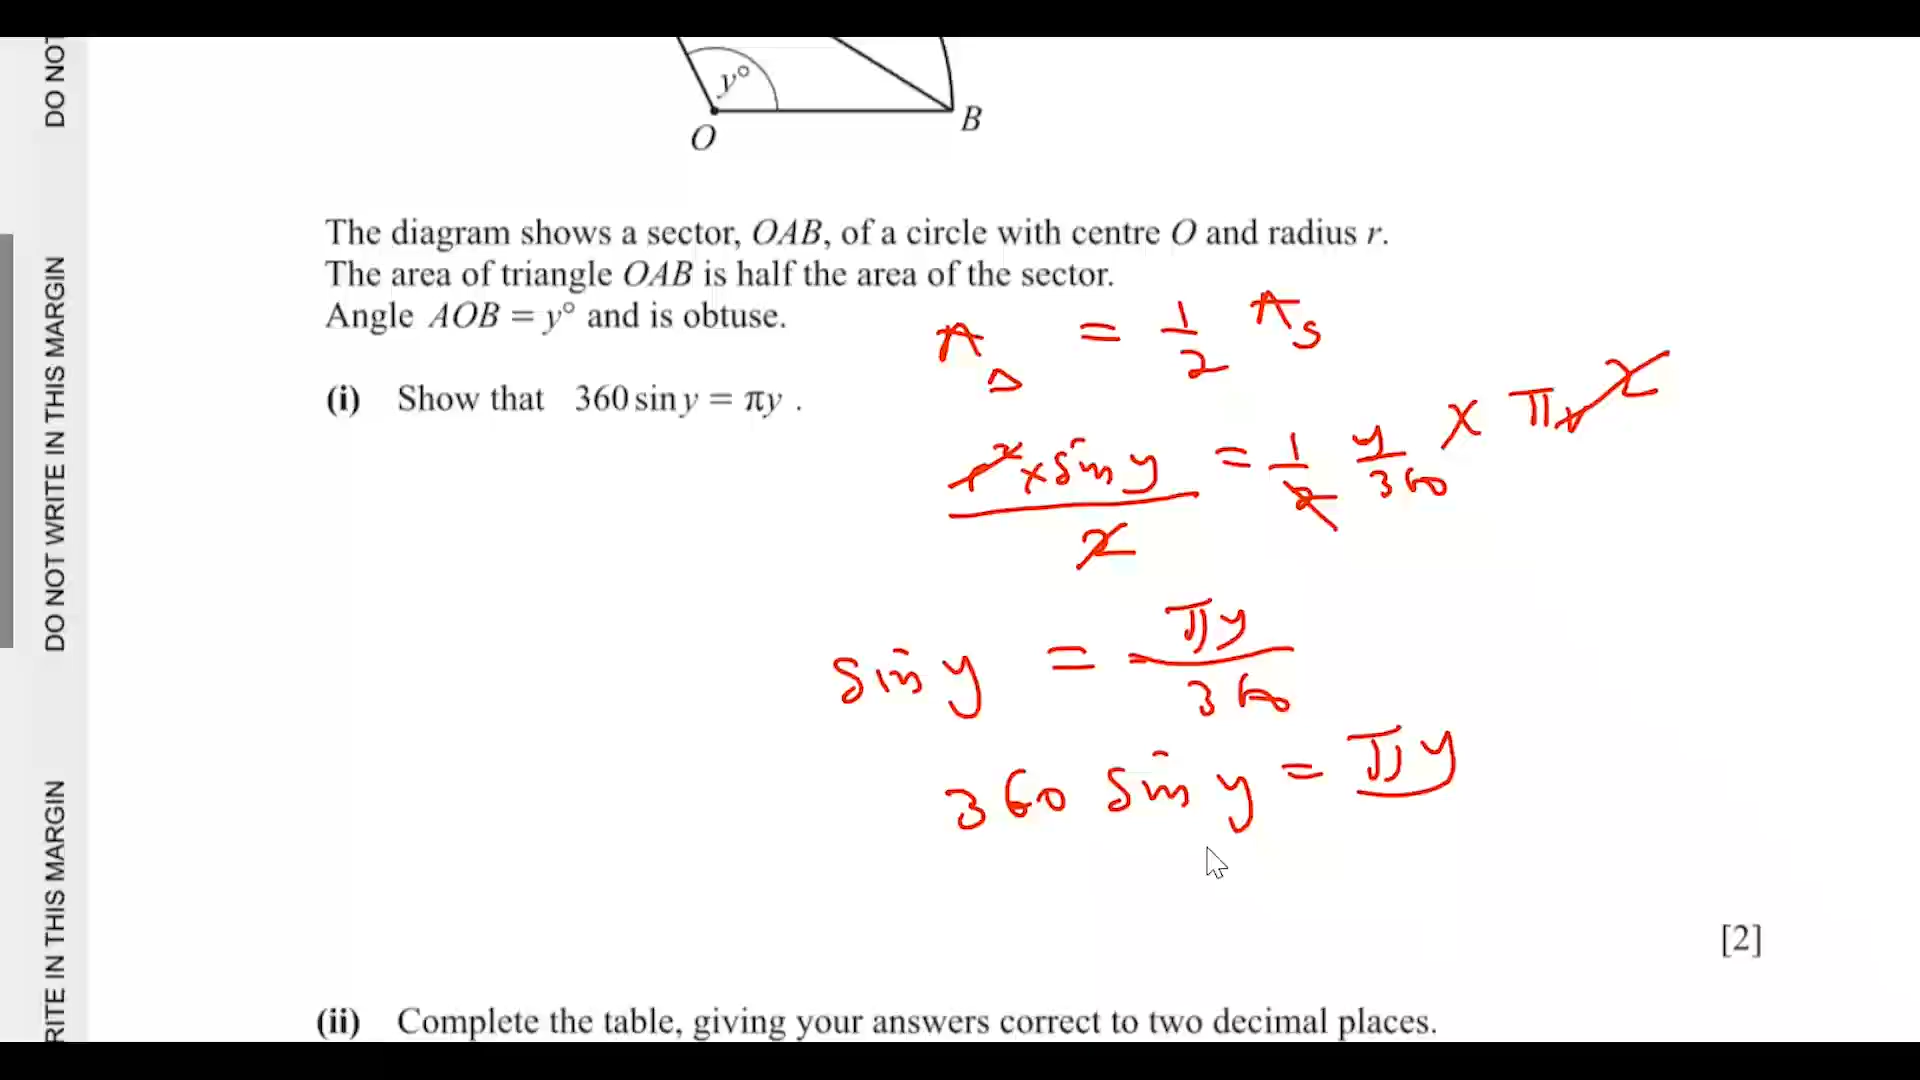 DO NO
DO NOT WRITE IN THIS MARGIN
RITE IN THIS MARGIN
y°
O
B
The diagram shows a sector, OAB, of a circle with centre O and radius r.
The area of triangle OAB is half the area of the sector.
Angle AOB = y° and is obtuse.
A△ = 1/2 As
(i) Show that 360 sin y = πy .
r² × sin y / 2 = 1/2 y/360 × πr²
sin y = πy / 360
360 sin y = πy
[2]
(ii) Complete the table, giving your answers correct to two decimal places.